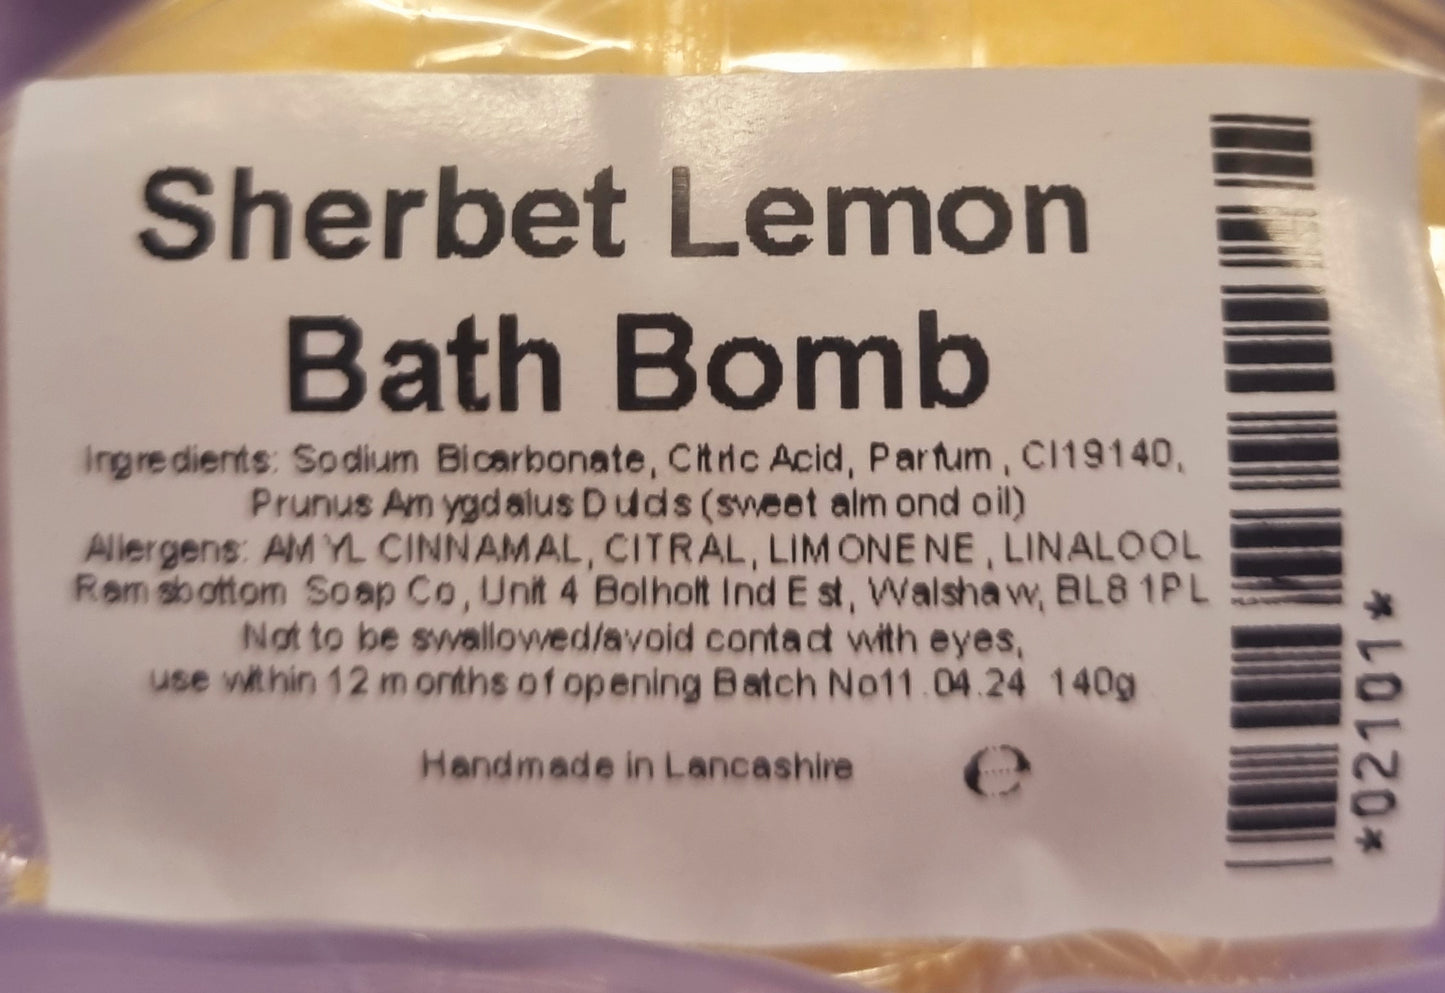 Sherbet Lemon
Bath Bomb
Ingredients: Sodium Bicarbonate, Citric Acid, Parfum, CI19140,
Prunus Amygdalus Dulcis (sweet almond oil)
Allergens: AMYL CINNAMAL, CITRAL, LIMONENE, LINALOOL
Ramsbottom Soap Co, Unit 4 Bolholt Ind Est, Walshaw, BL8 1PL
Not to be swallowed/avoid contact with eyes,
use within 12 months of opening Batch No11.04.24 140g
Handmade in Lancashire ℮
*02101*